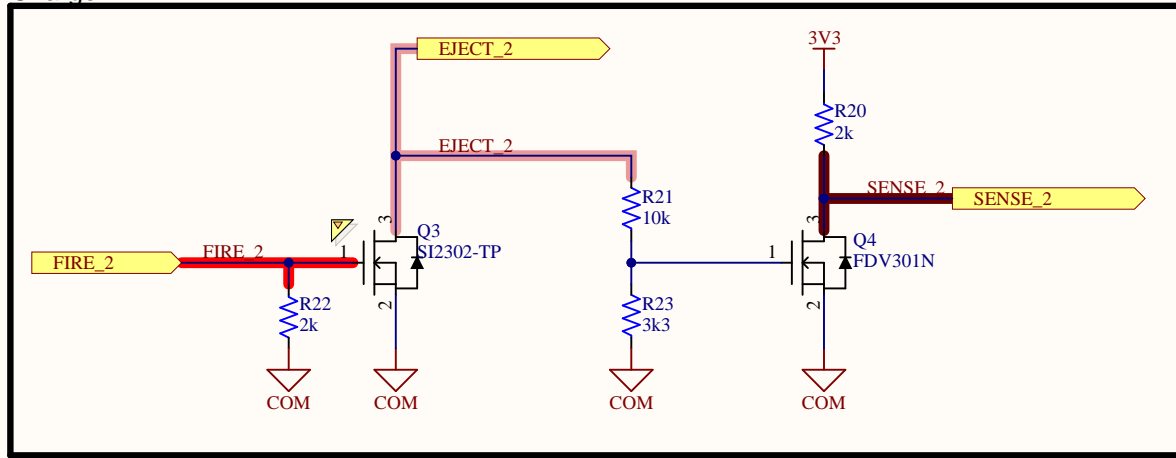 EJECT_2
3V3
R20
2k
EJECT_2
R21
10k
SENSE_2
SENSE_2
3
Q3
SI2302-TP
1
2
3
Q4
FDV301N
1
2
FIRE_2
FIRE_2
R22
2k
R23
3k3
COM
COM
COM
COM